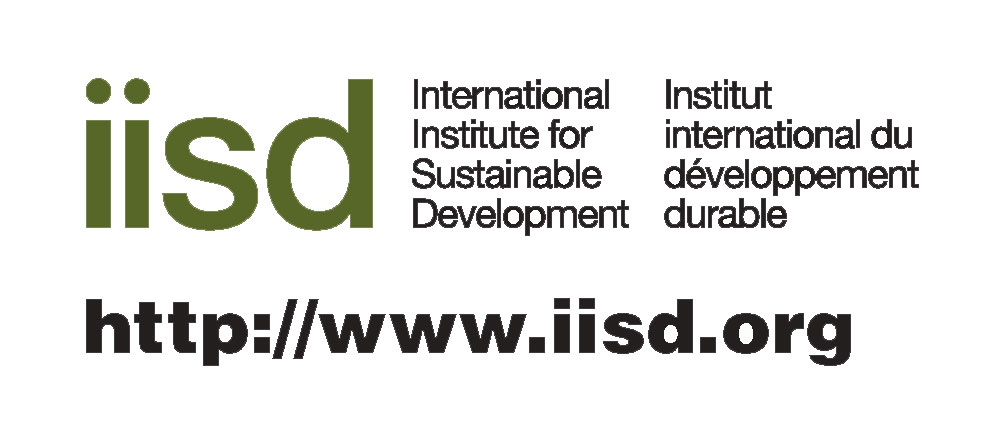 iisd
International
Institute for
Sustainable
Development
Institut
international du
développement
durable
http://www.iisd.org